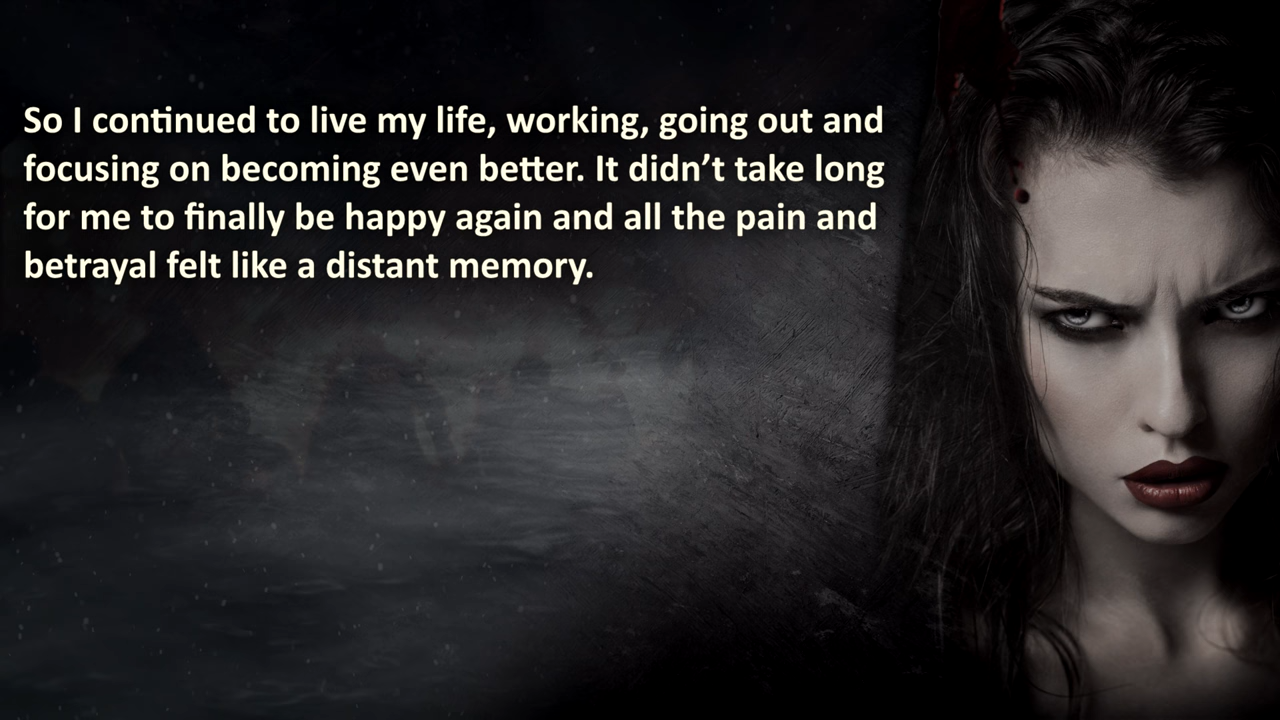 So I continued to live my life, working, going out and
focusing on becoming even better. It didn’t take long
for me to finally be happy again and all the pain and
betrayal felt like a distant memory.